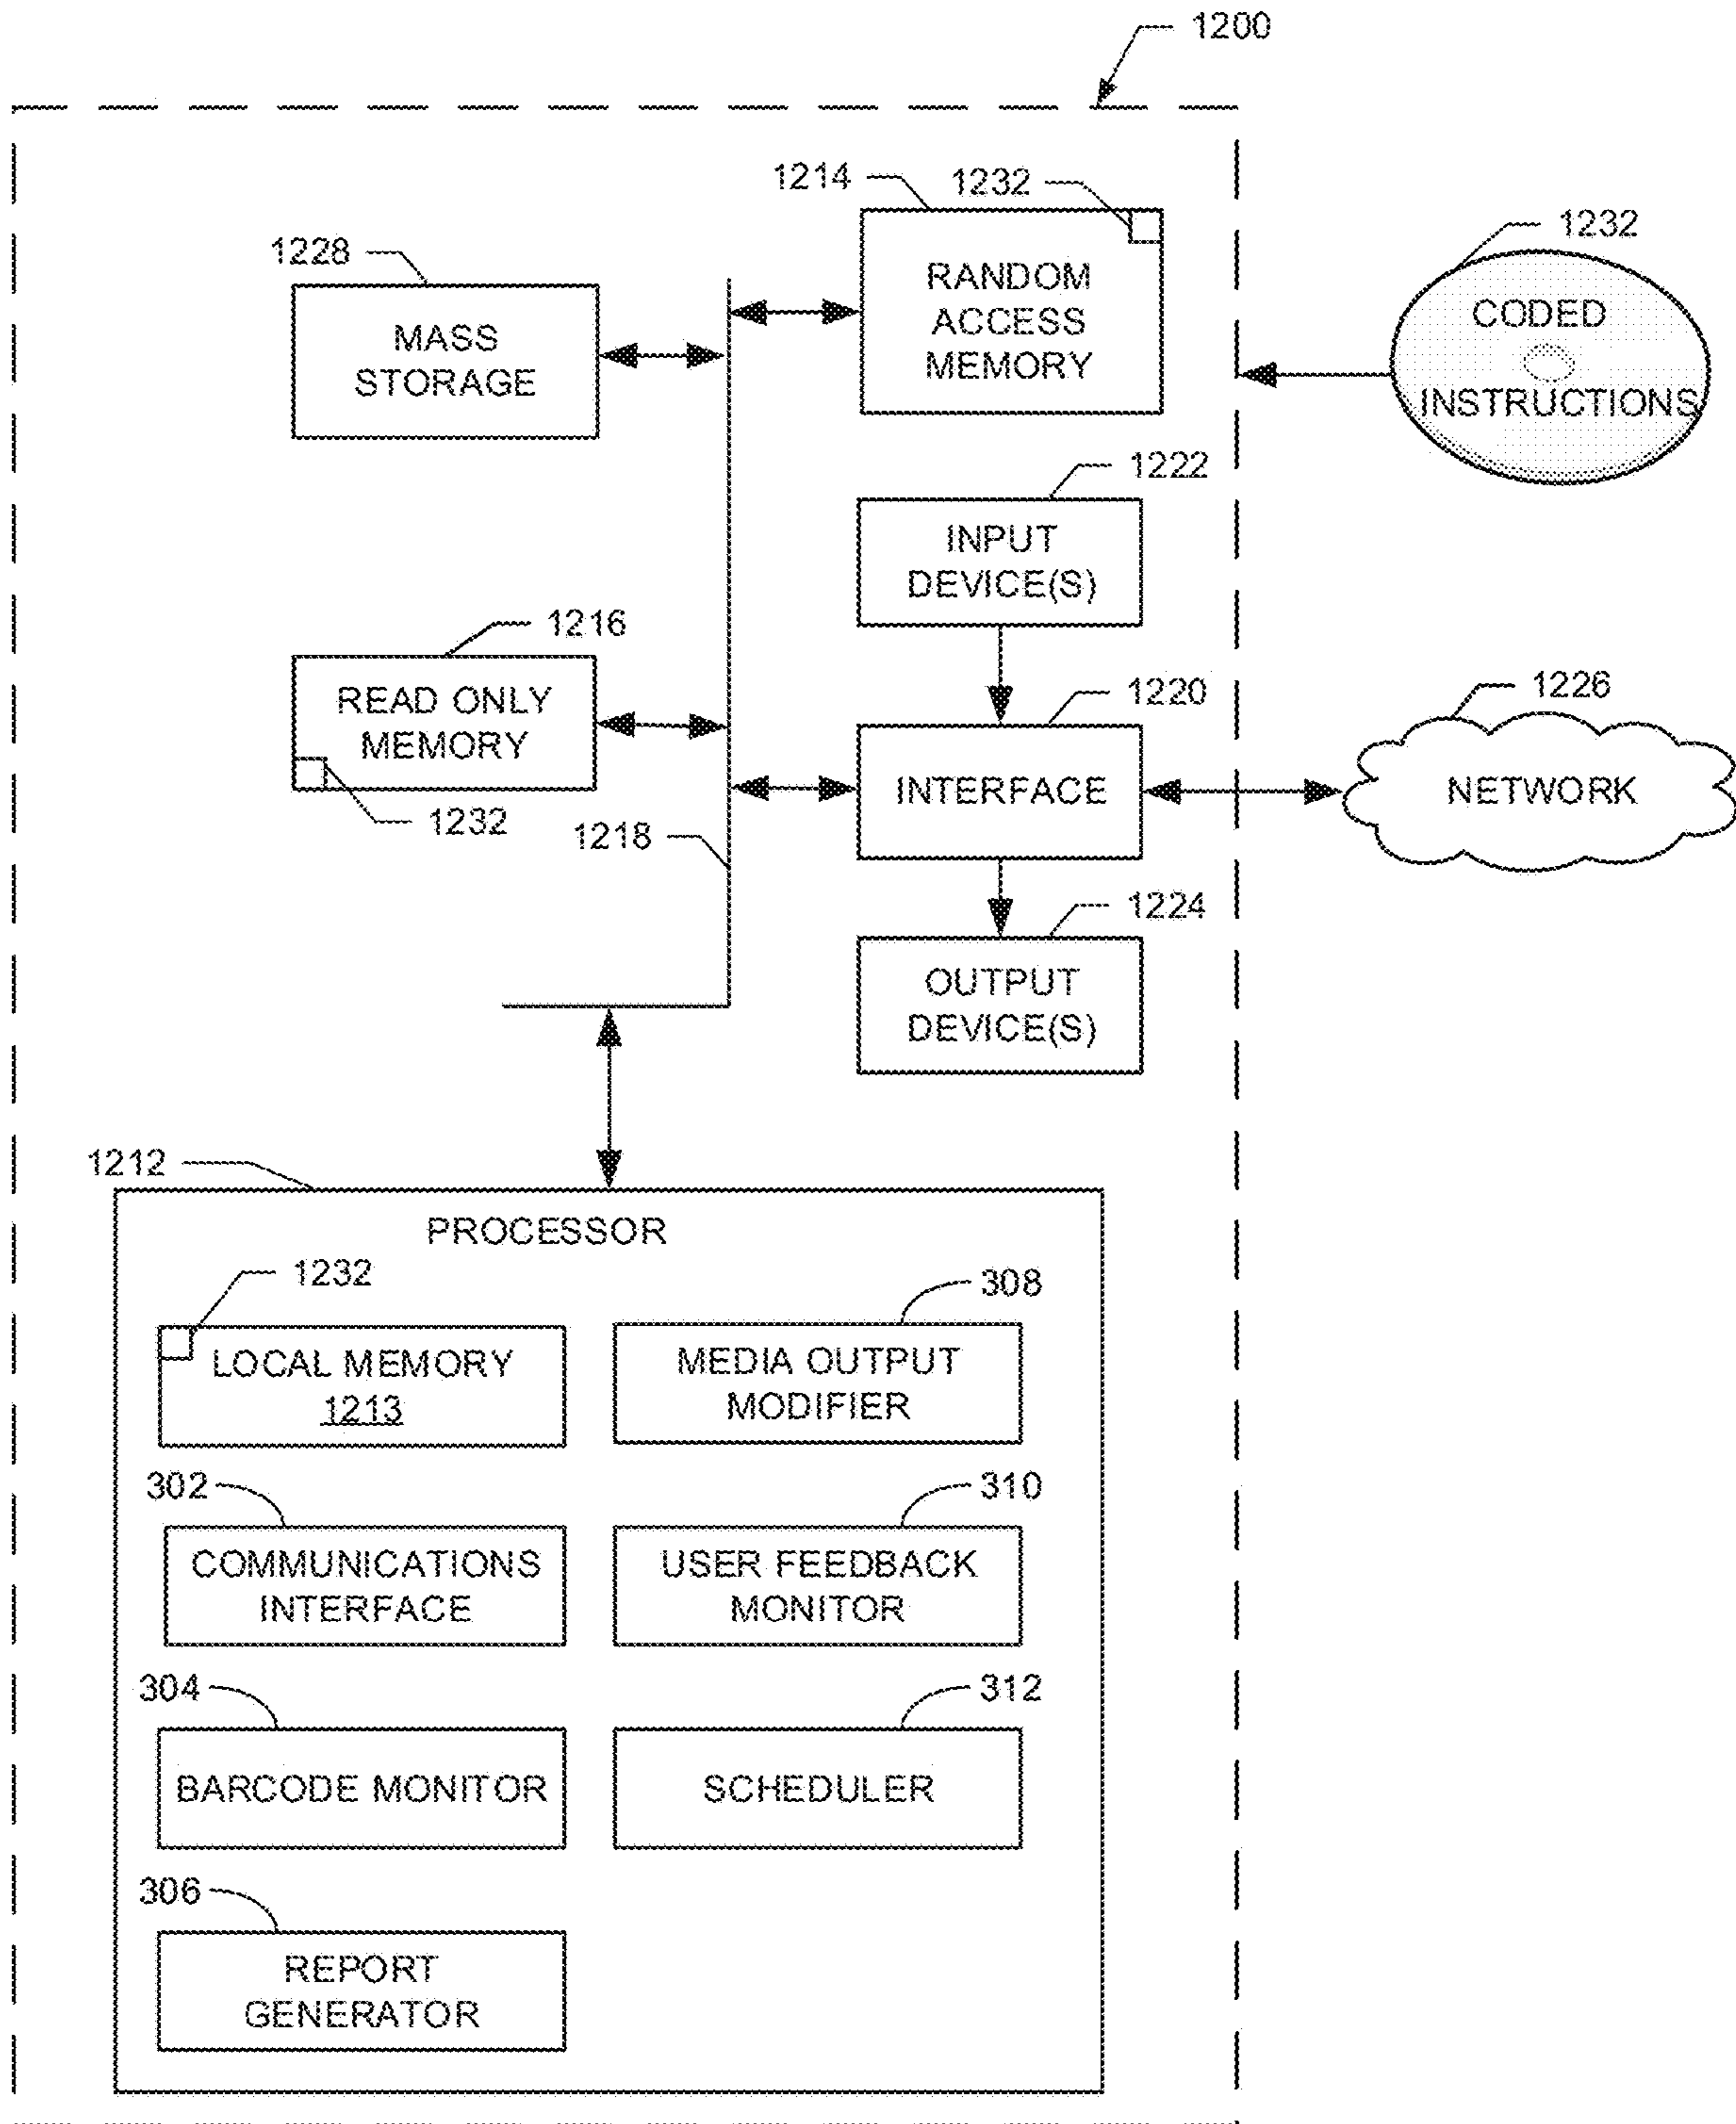 1200
1214
1232
1228
RANDOM
ACCESS
MEMORY
MASS
STORAGE
1232
CODED
INSTRUCTIONS
1222
INPUT
DEVICE(S)
1216
READ ONLY
MEMORY
1232
1218
1220
INTERFACE
1226
NETWORK
1224
OUTPUT
DEVICE(S)
1212
PROCESSOR
1232
LOCAL MEMORY
1213
308
MEDIA OUTPUT
MODIFIER
302
COMMUNICATIONS
INTERFACE
310
USER FEEDBACK
MONITOR
304
BARCODE MONITOR
312
SCHEDULER
306
REPORT
GENERATOR